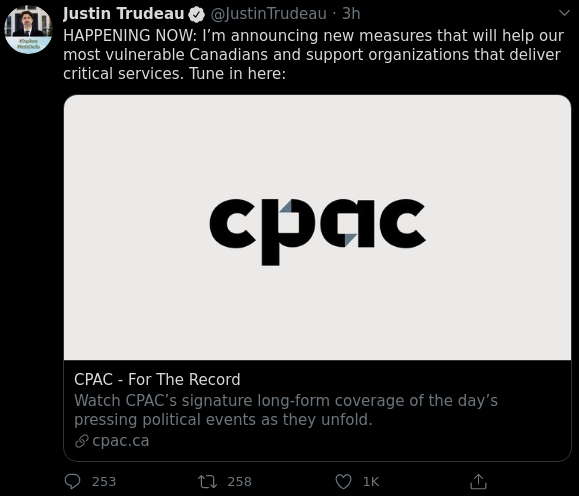 Justin Trudeau @JustinTrudeau · 3h
HAPPENING NOW: I’m announcing new measures that will help our
most vulnerable Canadians and support organizations that deliver
critical services. Tune in here:
cpac
CPAC - For The Record
Watch CPAC’s signature long-form coverage of the day’s
pressing political events as they unfold.
cpac.ca
253 258 1K